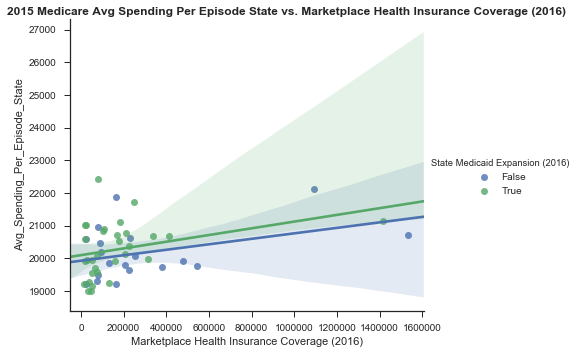 2015 Medicare Avg Spending Per Episode State vs. Marketplace Health Insurance Coverage (2016)
27000
26000
25000
24000
23000
22000
21000
20000
19000
Avg_Spending_Per_Episode_State
0 200000 400000 600000 800000 1000000 1200000 1400000 1600000
Marketplace Health Insurance Coverage (2016)
State Medicaid Expansion (2016)
False
True